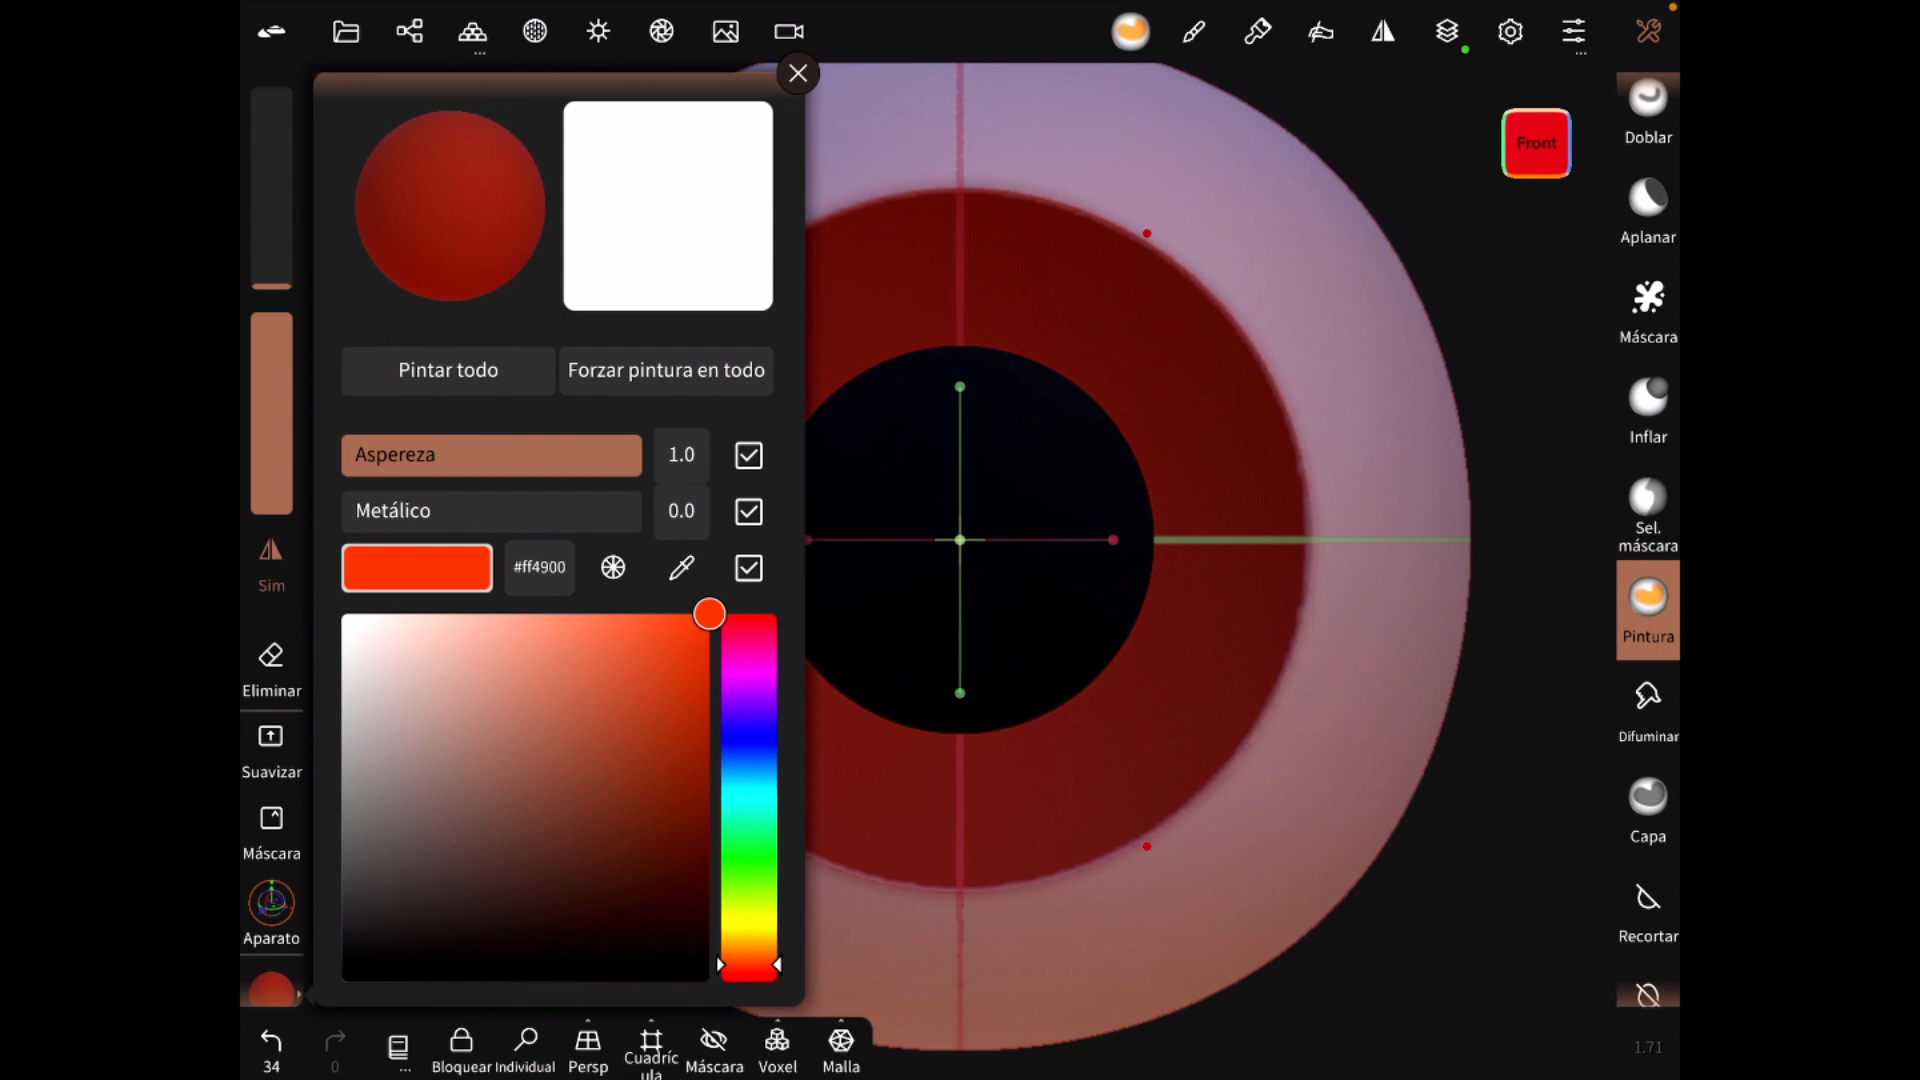 Front
Pintar todo
Forzar pintura en todo
Aspereza
1.0
Metálico
0.0
#ff4900
Sim
Eliminar
Suavizar
Máscara
Aparato
Doblar
Aplanar
Máscara
Inflar
Sel.
máscara
Pintura
Difuminar
Capa
Recortar
1.71
34
0
...
Bloquear
Individual
Persp
Cuadríc
ula
Máscara
Voxel
Malla